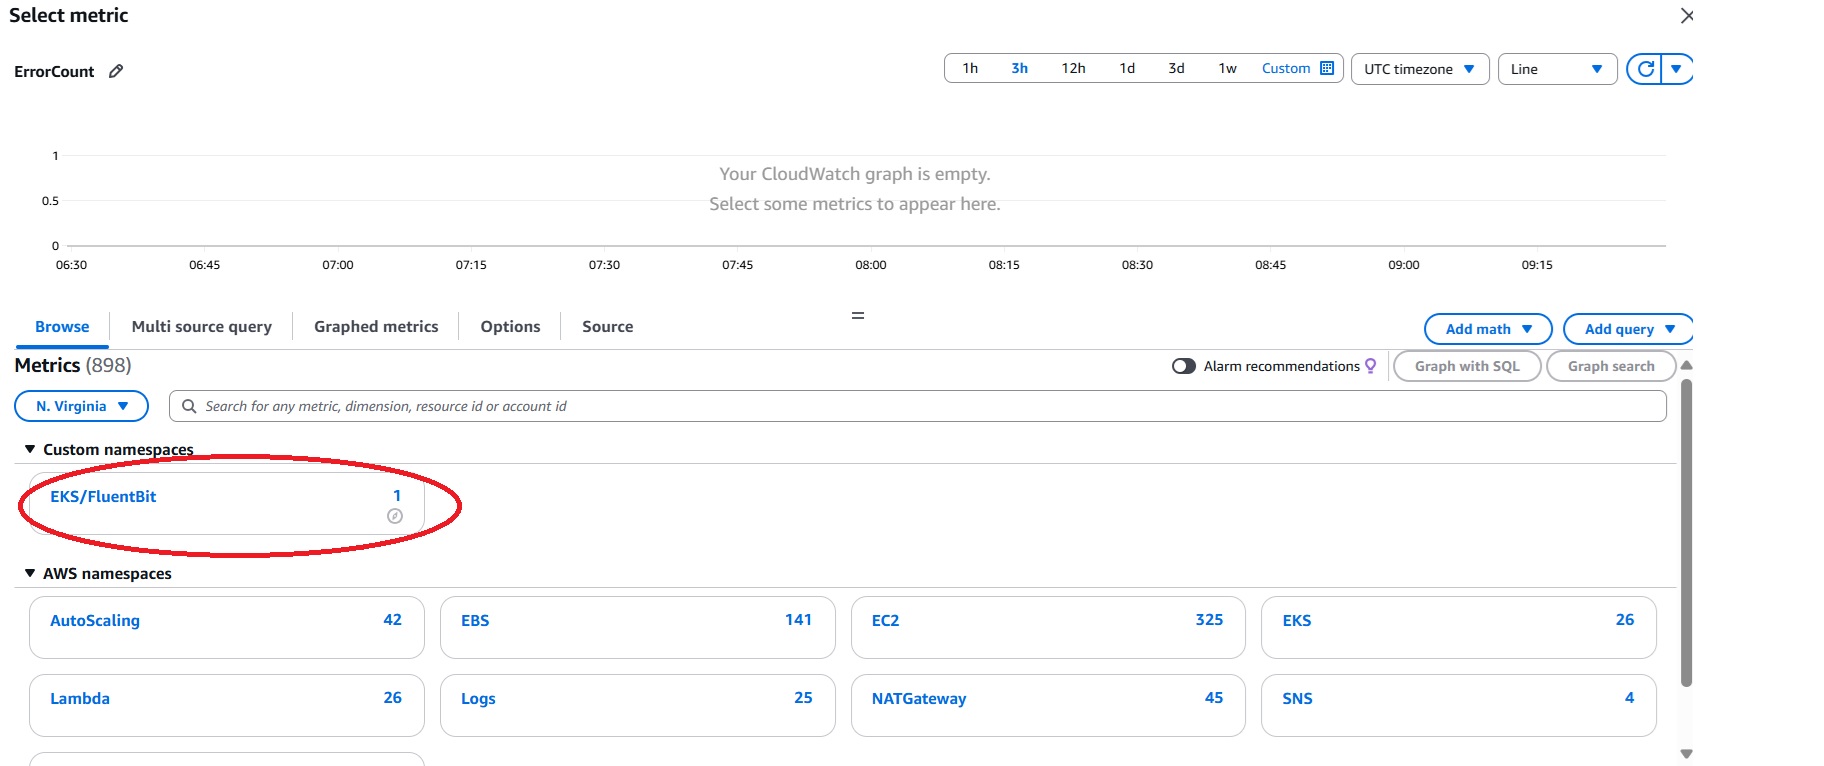 Select metric
ErrorCount
1h 3h 12h 1d 3d 1w Custom UTC timezone Line
1
Your CloudWatch graph is empty.
0.5
Select some metrics to appear here.
0
06:30 06:45 07:00 07:15 07:30 07:45 08:00 08:15 08:30 08:45 09:00 09:15
Browse Multi source query Graphed metrics Options Source Add math Add query
Metrics (898) Alarm recommendations Graph with SQL Graph search
N. Virginia Search for any metric, dimension, resource id or account id
Custom namespaces
EKS/FluentBit 1
AWS namespaces
AutoScaling 42 EBS 141 EC2 325 EKS 26
Lambda 26 Logs 25 NATGateway 45 SNS 4